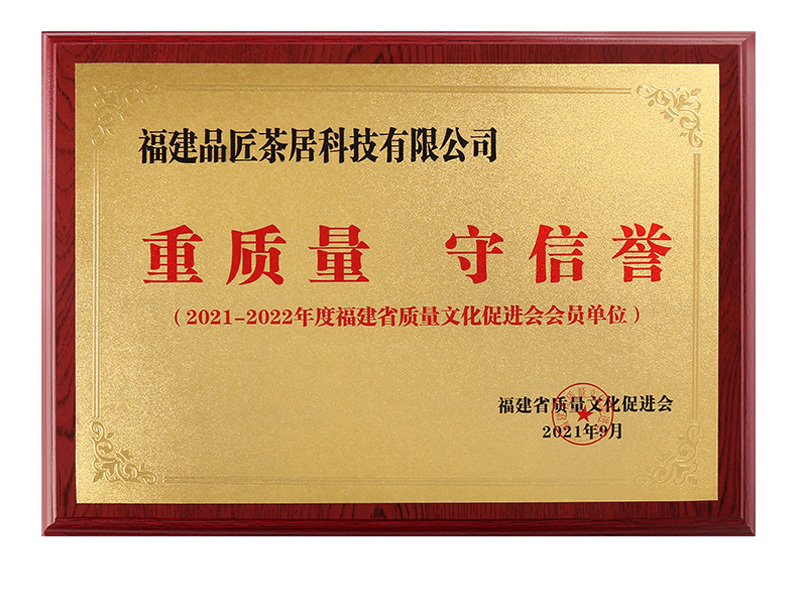 福建品匠茶居科技有限公司
重质量 守信誉
（2021-2022年度福建省质量文化促进会会员单位）
福建省质量文化促进会
2021年9月